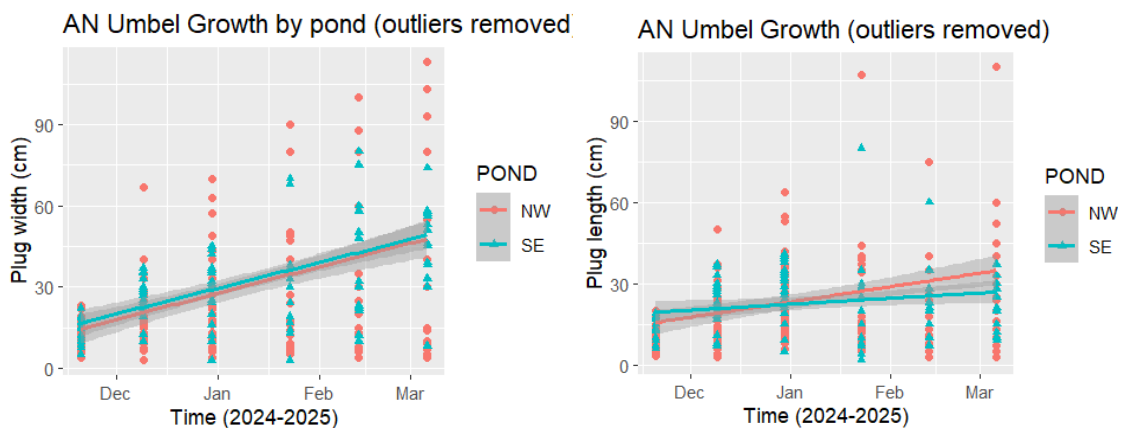 AN Umbel Growth by pond (outliers removed)
Plug width (cm)
90
60
30
0
Dec Jan Feb Mar
Time (2024-2025)
POND
NW
SE
AN Umbel Growth (outliers removed)
Plug length (cm)
90
60
30
0
Dec Jan Feb Mar
Time (2024-2025)
POND
NW
SE